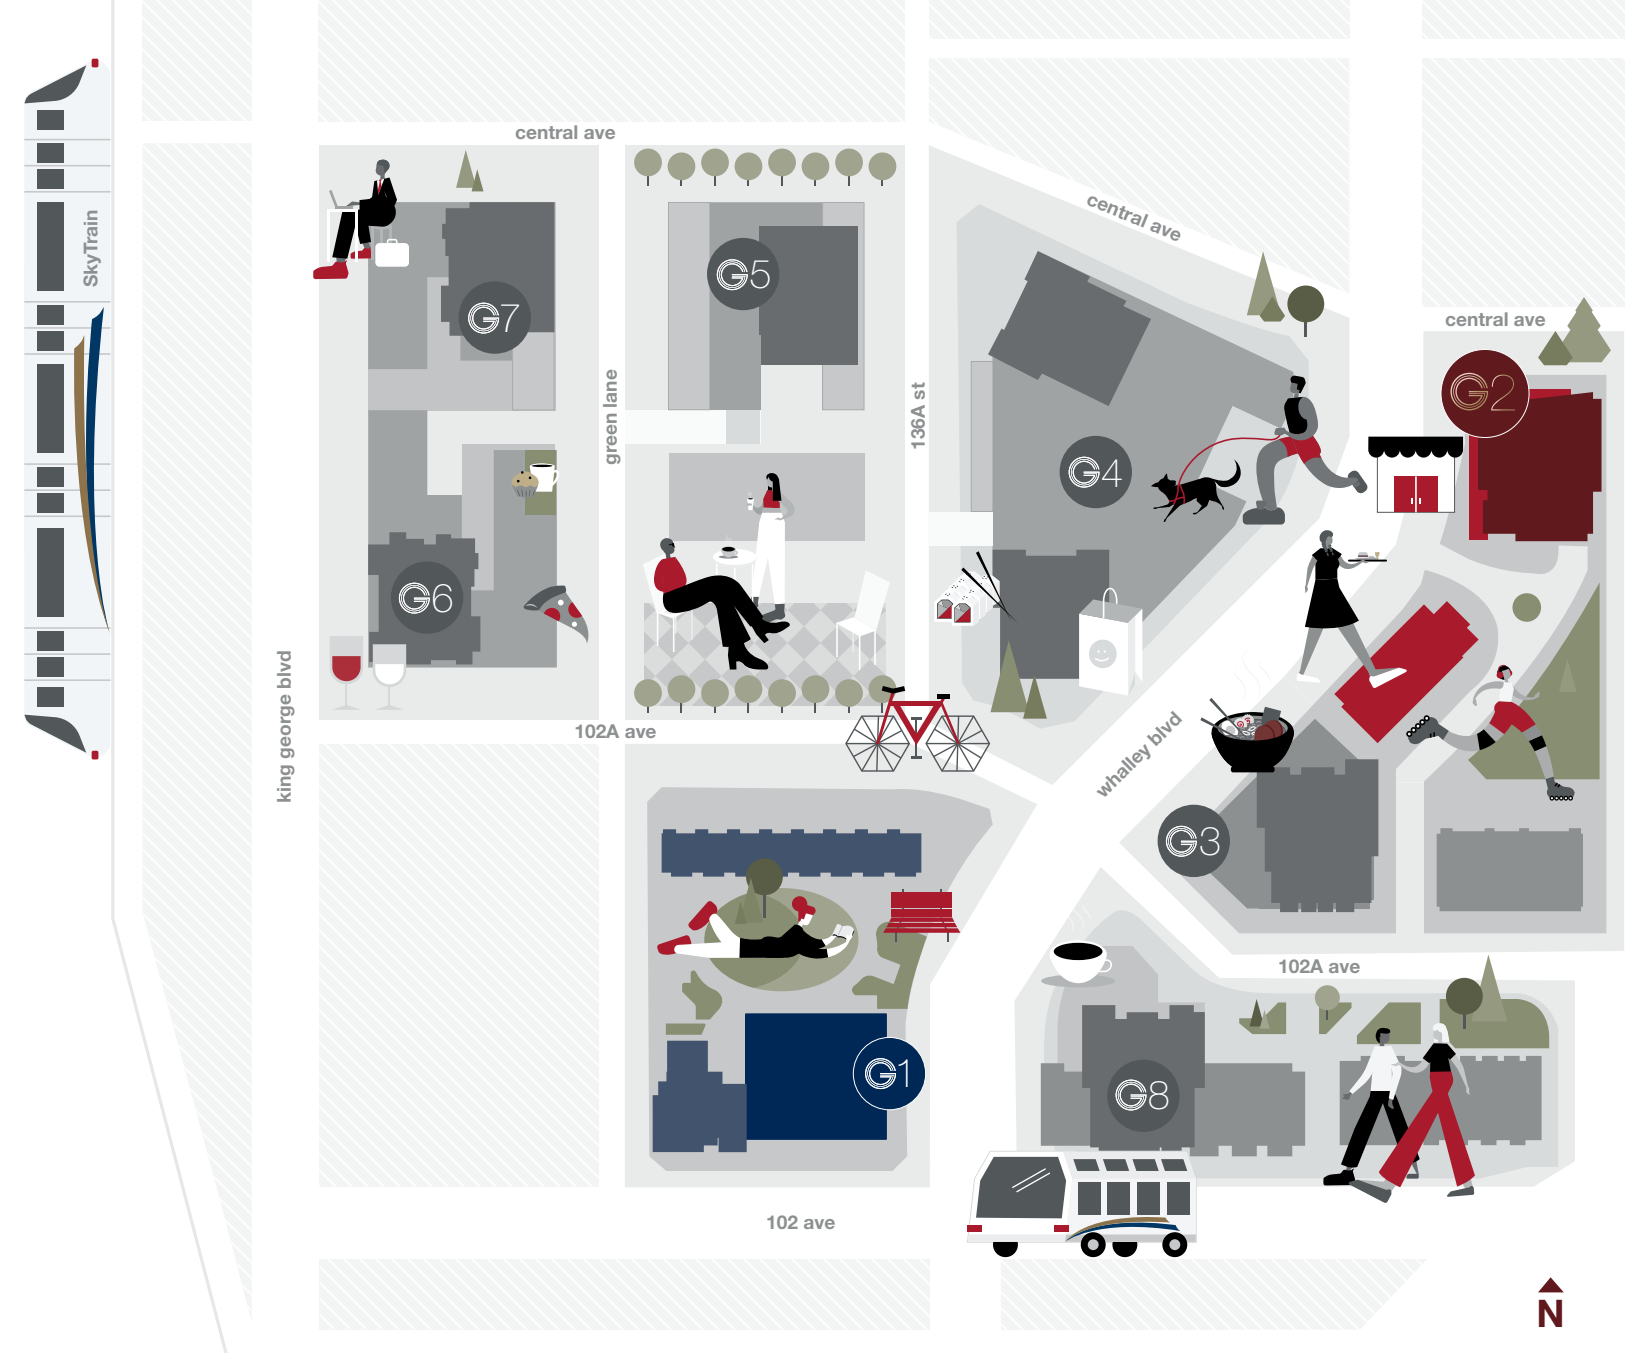 central ave
SkyTrain
central ave
G7
G5
central ave
G2
green lane
136A st
G4
G6
king george blvd
102A ave
whalley blvd
G3
102A ave
G1
G8
102 ave
N